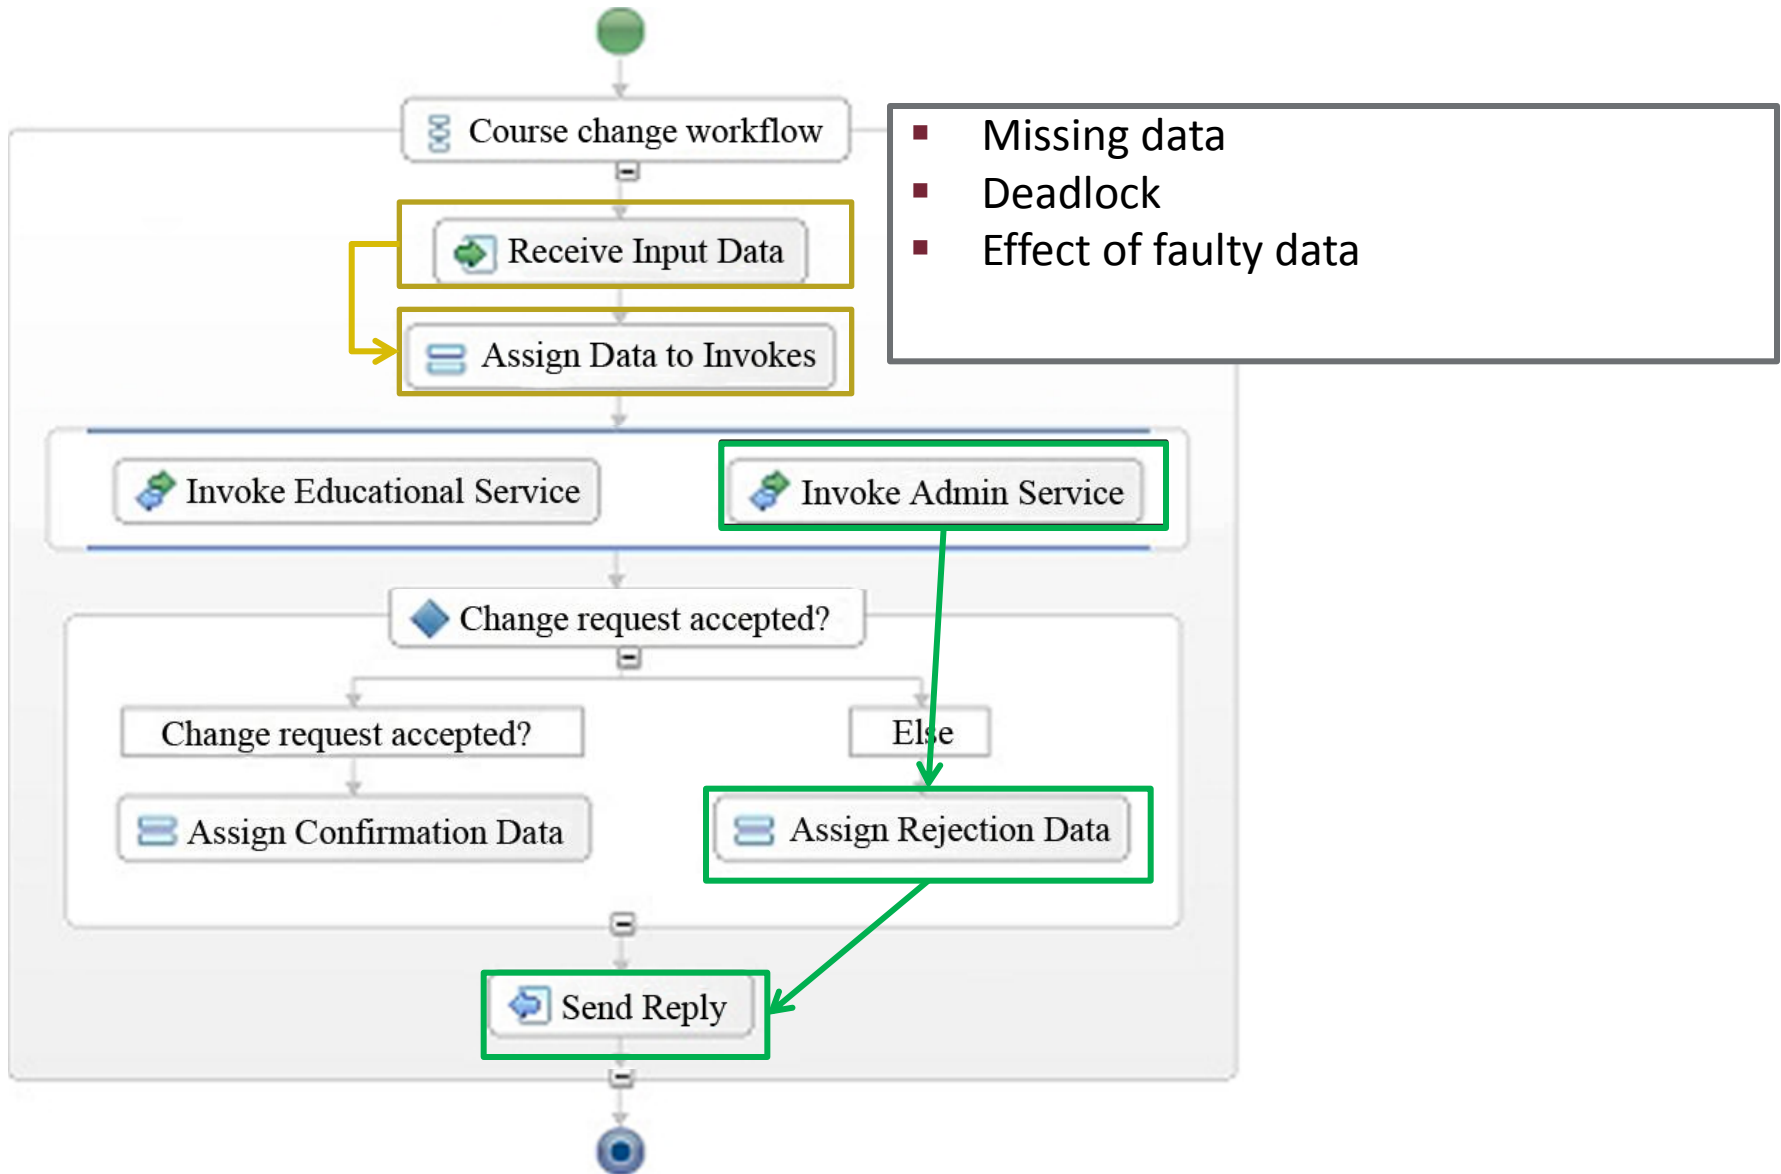 Course change workflow
▪ Missing data
▪ Deadlock
▪ Effect of faulty data
Receive Input Data
Assign Data to Invokes
Invoke Educational Service
Invoke Admin Service
Change request accepted?
Change request accepted?
Else
Assign Confirmation Data
Assign Rejection Data
Send Reply